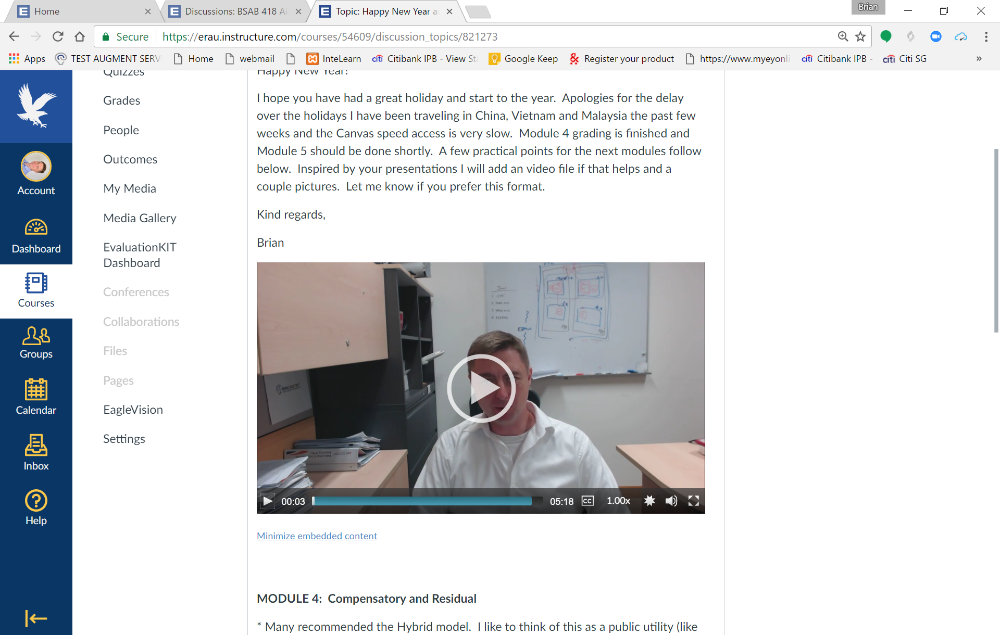 Home
Discussions: BSAB 418 Ai
Topic: Happy New Year a
Brian
Secure
https://erau.instructure.com/courses/54609/discussion_topics/821273
Apps
TEST AUGMENT SERV
Home
webmail
InteLearn
citi Citibank IPB - View Sta
Google Keep
Register your product
https://www.myeyonli
citi Citibank IPB -
citi Citi SG
»
Account
Dashboard
Courses
Groups
Calendar
Inbox
Help
Quizzes
Grades
People
Outcomes
My Media
Media Gallery
EvaluationKIT
Dashboard
Conferences
Collaborations
Files
Pages
EagleVision
Settings
Happy New Year!
I hope you have had a great holiday and start to the year.  Apologies for the delay
over the holidays I have been traveling in China, Vietnam and Malaysia the past few
weeks and the Canvas speed access is very slow.  Module 4 grading is finished and
Module 5 should be done shortly.  A few practical points for the next modules follow
below.  Inspired by your presentations I will add an video file if that helps and a
couple pictures.  Let me know if you prefer this format.
Kind regards,
Brian
00:03
05:18
CC
1.00x
Minimize embedded content
MODULE 4:  Compensatory and Residual
* Many recommended the Hybrid model.  I like to think of this as a public utility (like